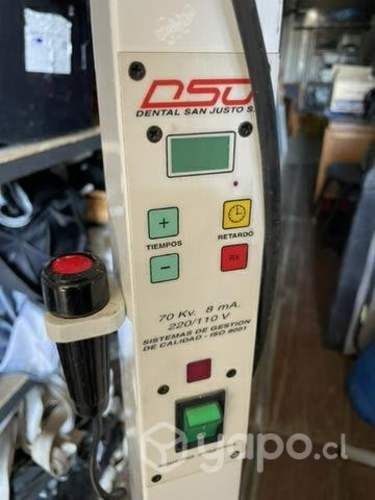 DSJ
DENTAL SAN JUSTO S.
+
TIEMPOS
−
RETARDO
RX
70 Kv. 8 mA.
220/110 V
SISTEMAS DE GESTION
DE CALIDAD - ISO 9001
yapo.cl